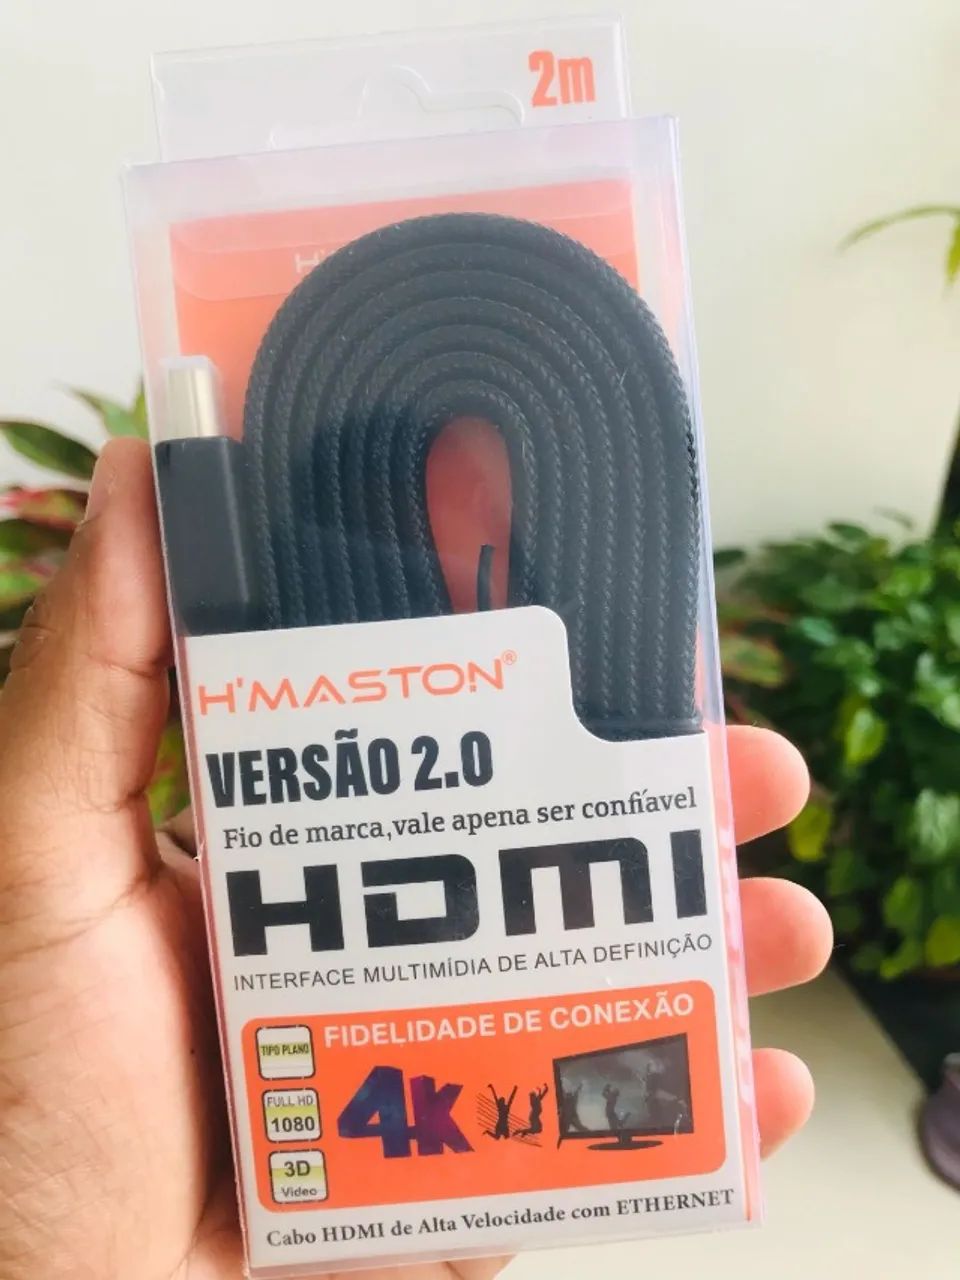 2m
H'MASTON®
VERSÃO 2.0
Fio de marca,vale apena ser confíavel
HDMI
INTERFACE MULTIMÍDIA DE ALTA DEFINIÇÃO
FIDELIDADE DE CONEXÃO
TIPO PLANO
FULL HD
1080
4K
3D
Video
Cabo HDMI de Alta Velocidade com ETHERNET